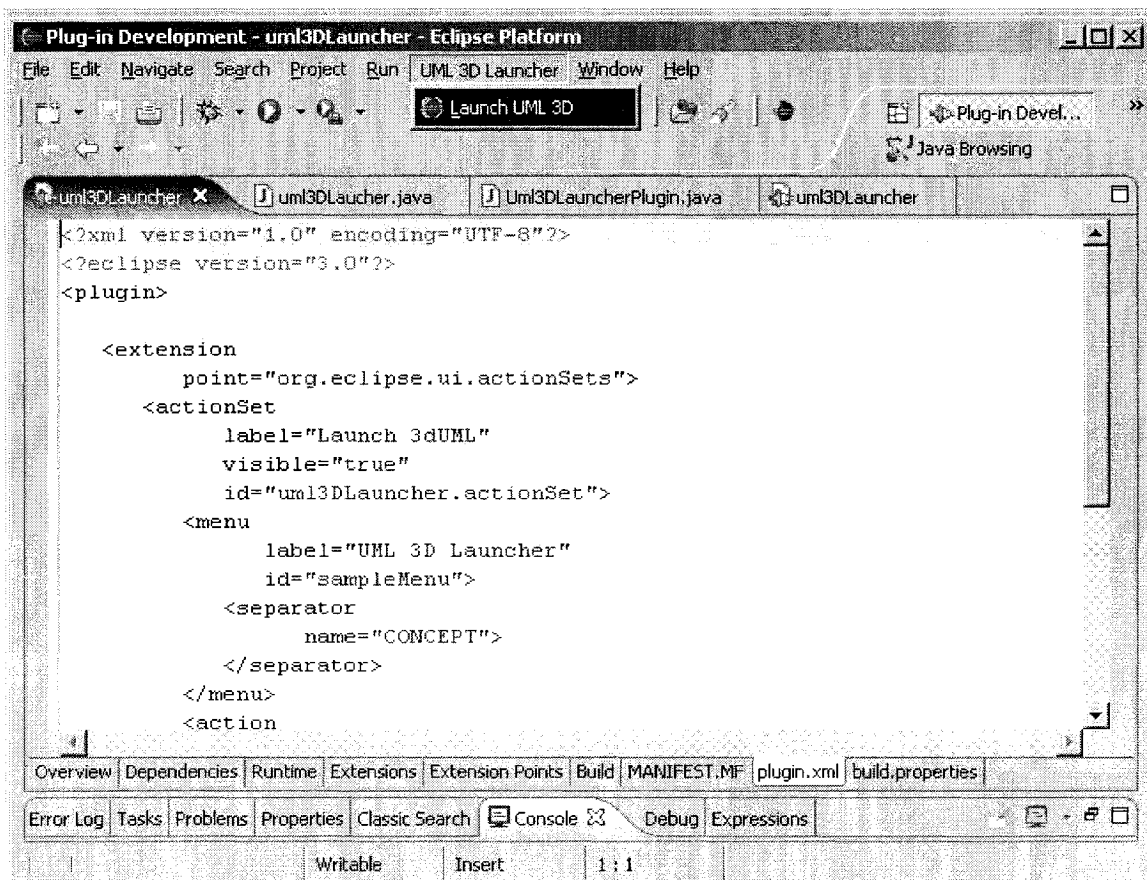 Plug-in Development - uml3DLauncher - Eclipse Platform
File Edit Navigate Search Project Run UML 3D Launcher Window Help
Launch UML 3D
Plug-in Devel...
Java Browsing
uml3DLauncher uml3DLaucher.java Uml3DLauncherPlugin.java uml3DLauncher
<?xml version="1.0" encoding="UTF-8"?>
<?eclipse version="3.0"?>
<plugin>
<extension
point="org.eclipse.ui.actionSets">
<actionSet
label="Launch 3dUML"
visible="true"
id="uml3DLauncher.actionSet">
<menu
label="UML 3D Launcher"
id="sampleMenu">
<separator
name="CONCEPT">
</separator>
</menu>
<action
Overview Dependencies Runtime Extensions Extension Points Build MANIFEST.MF plugin.xml build.properties
Error Log Tasks Problems Properties Classic Search Console Debug Expressions
Writable Insert 1 : 1